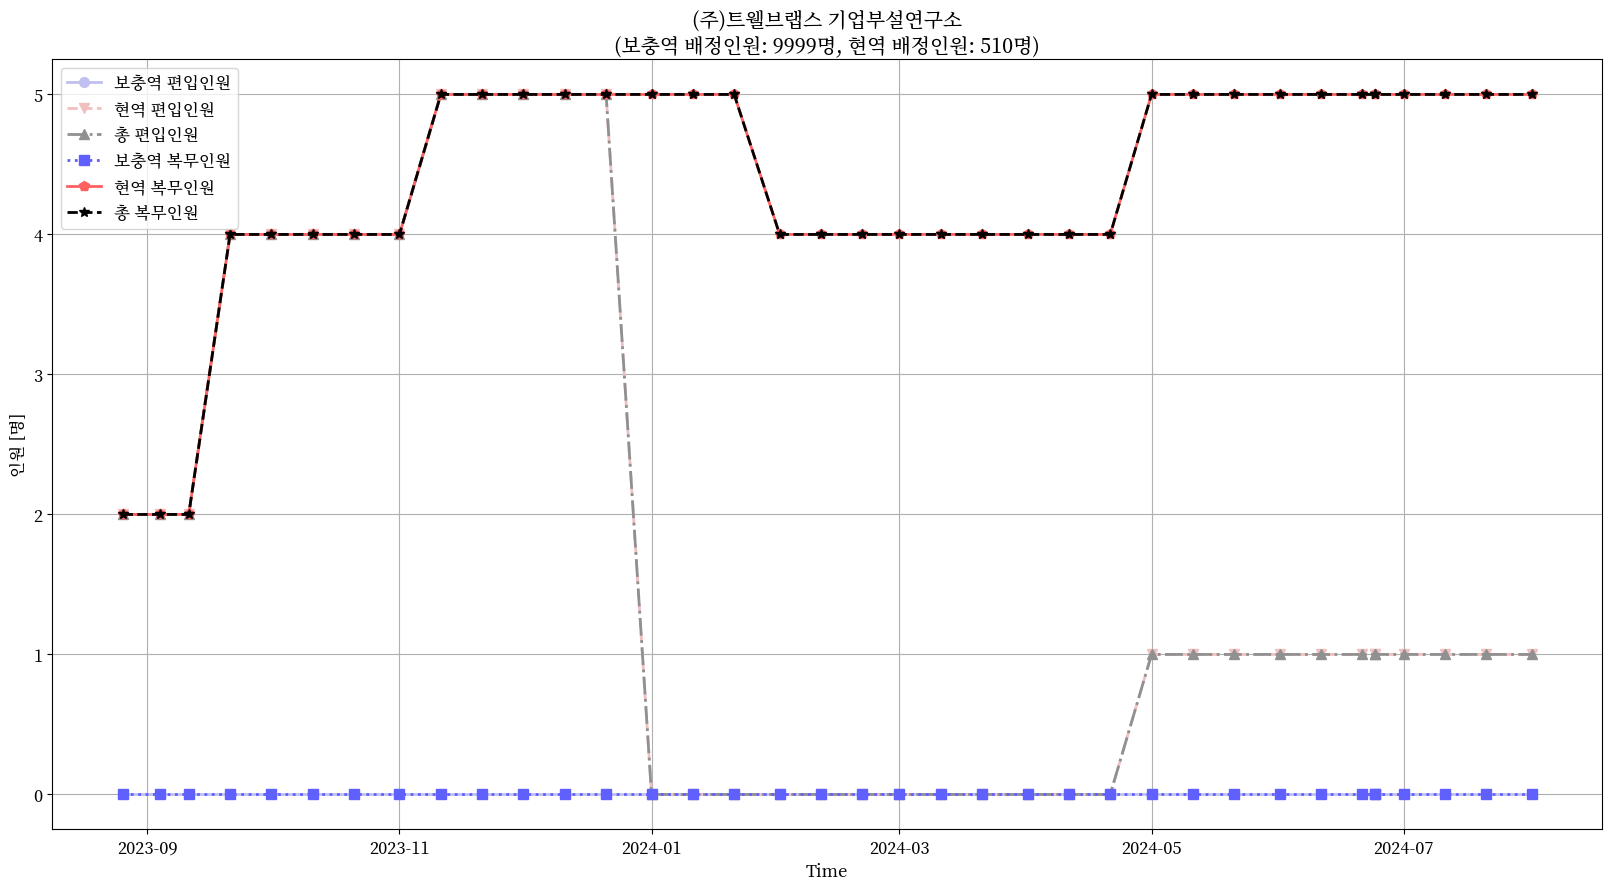 (주)트웰브랩스 기업부설연구소
(보충역 배정인원: 9999명, 현역 배정인원: 510명)
보충역 편입인원
현역 편입인원
총 편입인원
보충역 복무인원
현역 복무인원
총 복무인원
5
4
3
2
1
0
인원 [명]
2023-09
2023-11
2024-01
2024-03
2024-05
2024-07
Time